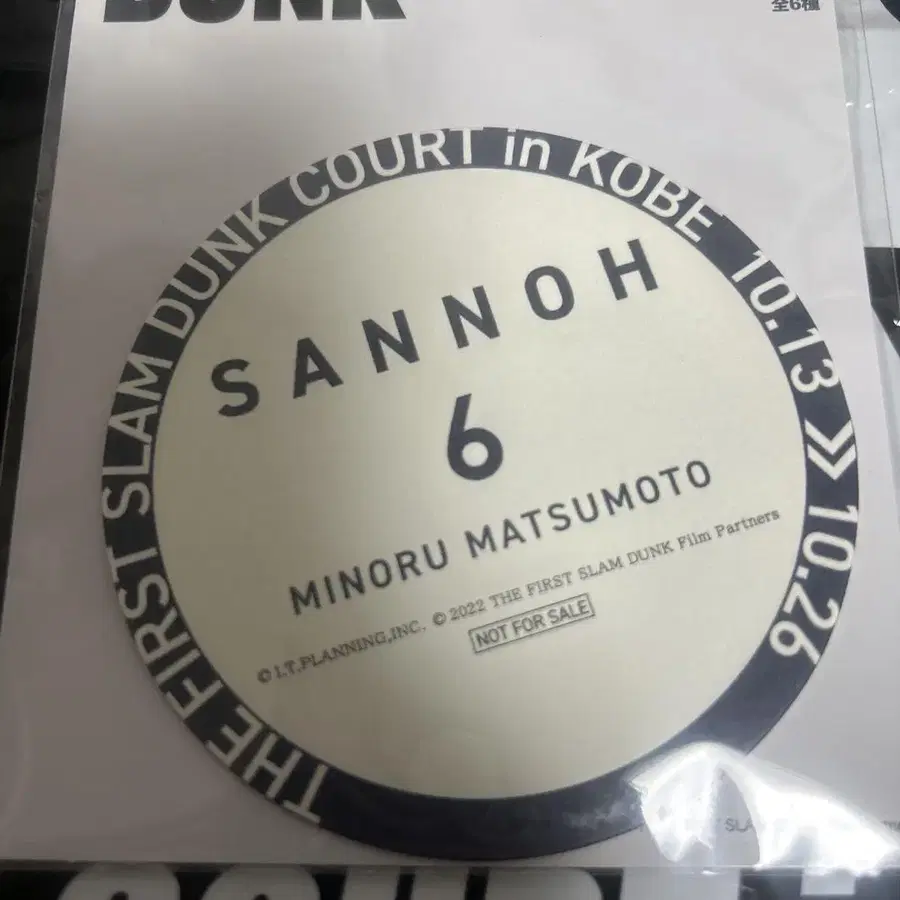 DUNK
全6種
THE FIRST SLAM DUNK COURT in KOBE 10.13 >> 10.26
SANNOH
6
MINORU MATSUMOTO
© I.T.PLANNING,INC. © 2022 THE FIRST SLAM DUNK Film Partners
NOT FOR SALE